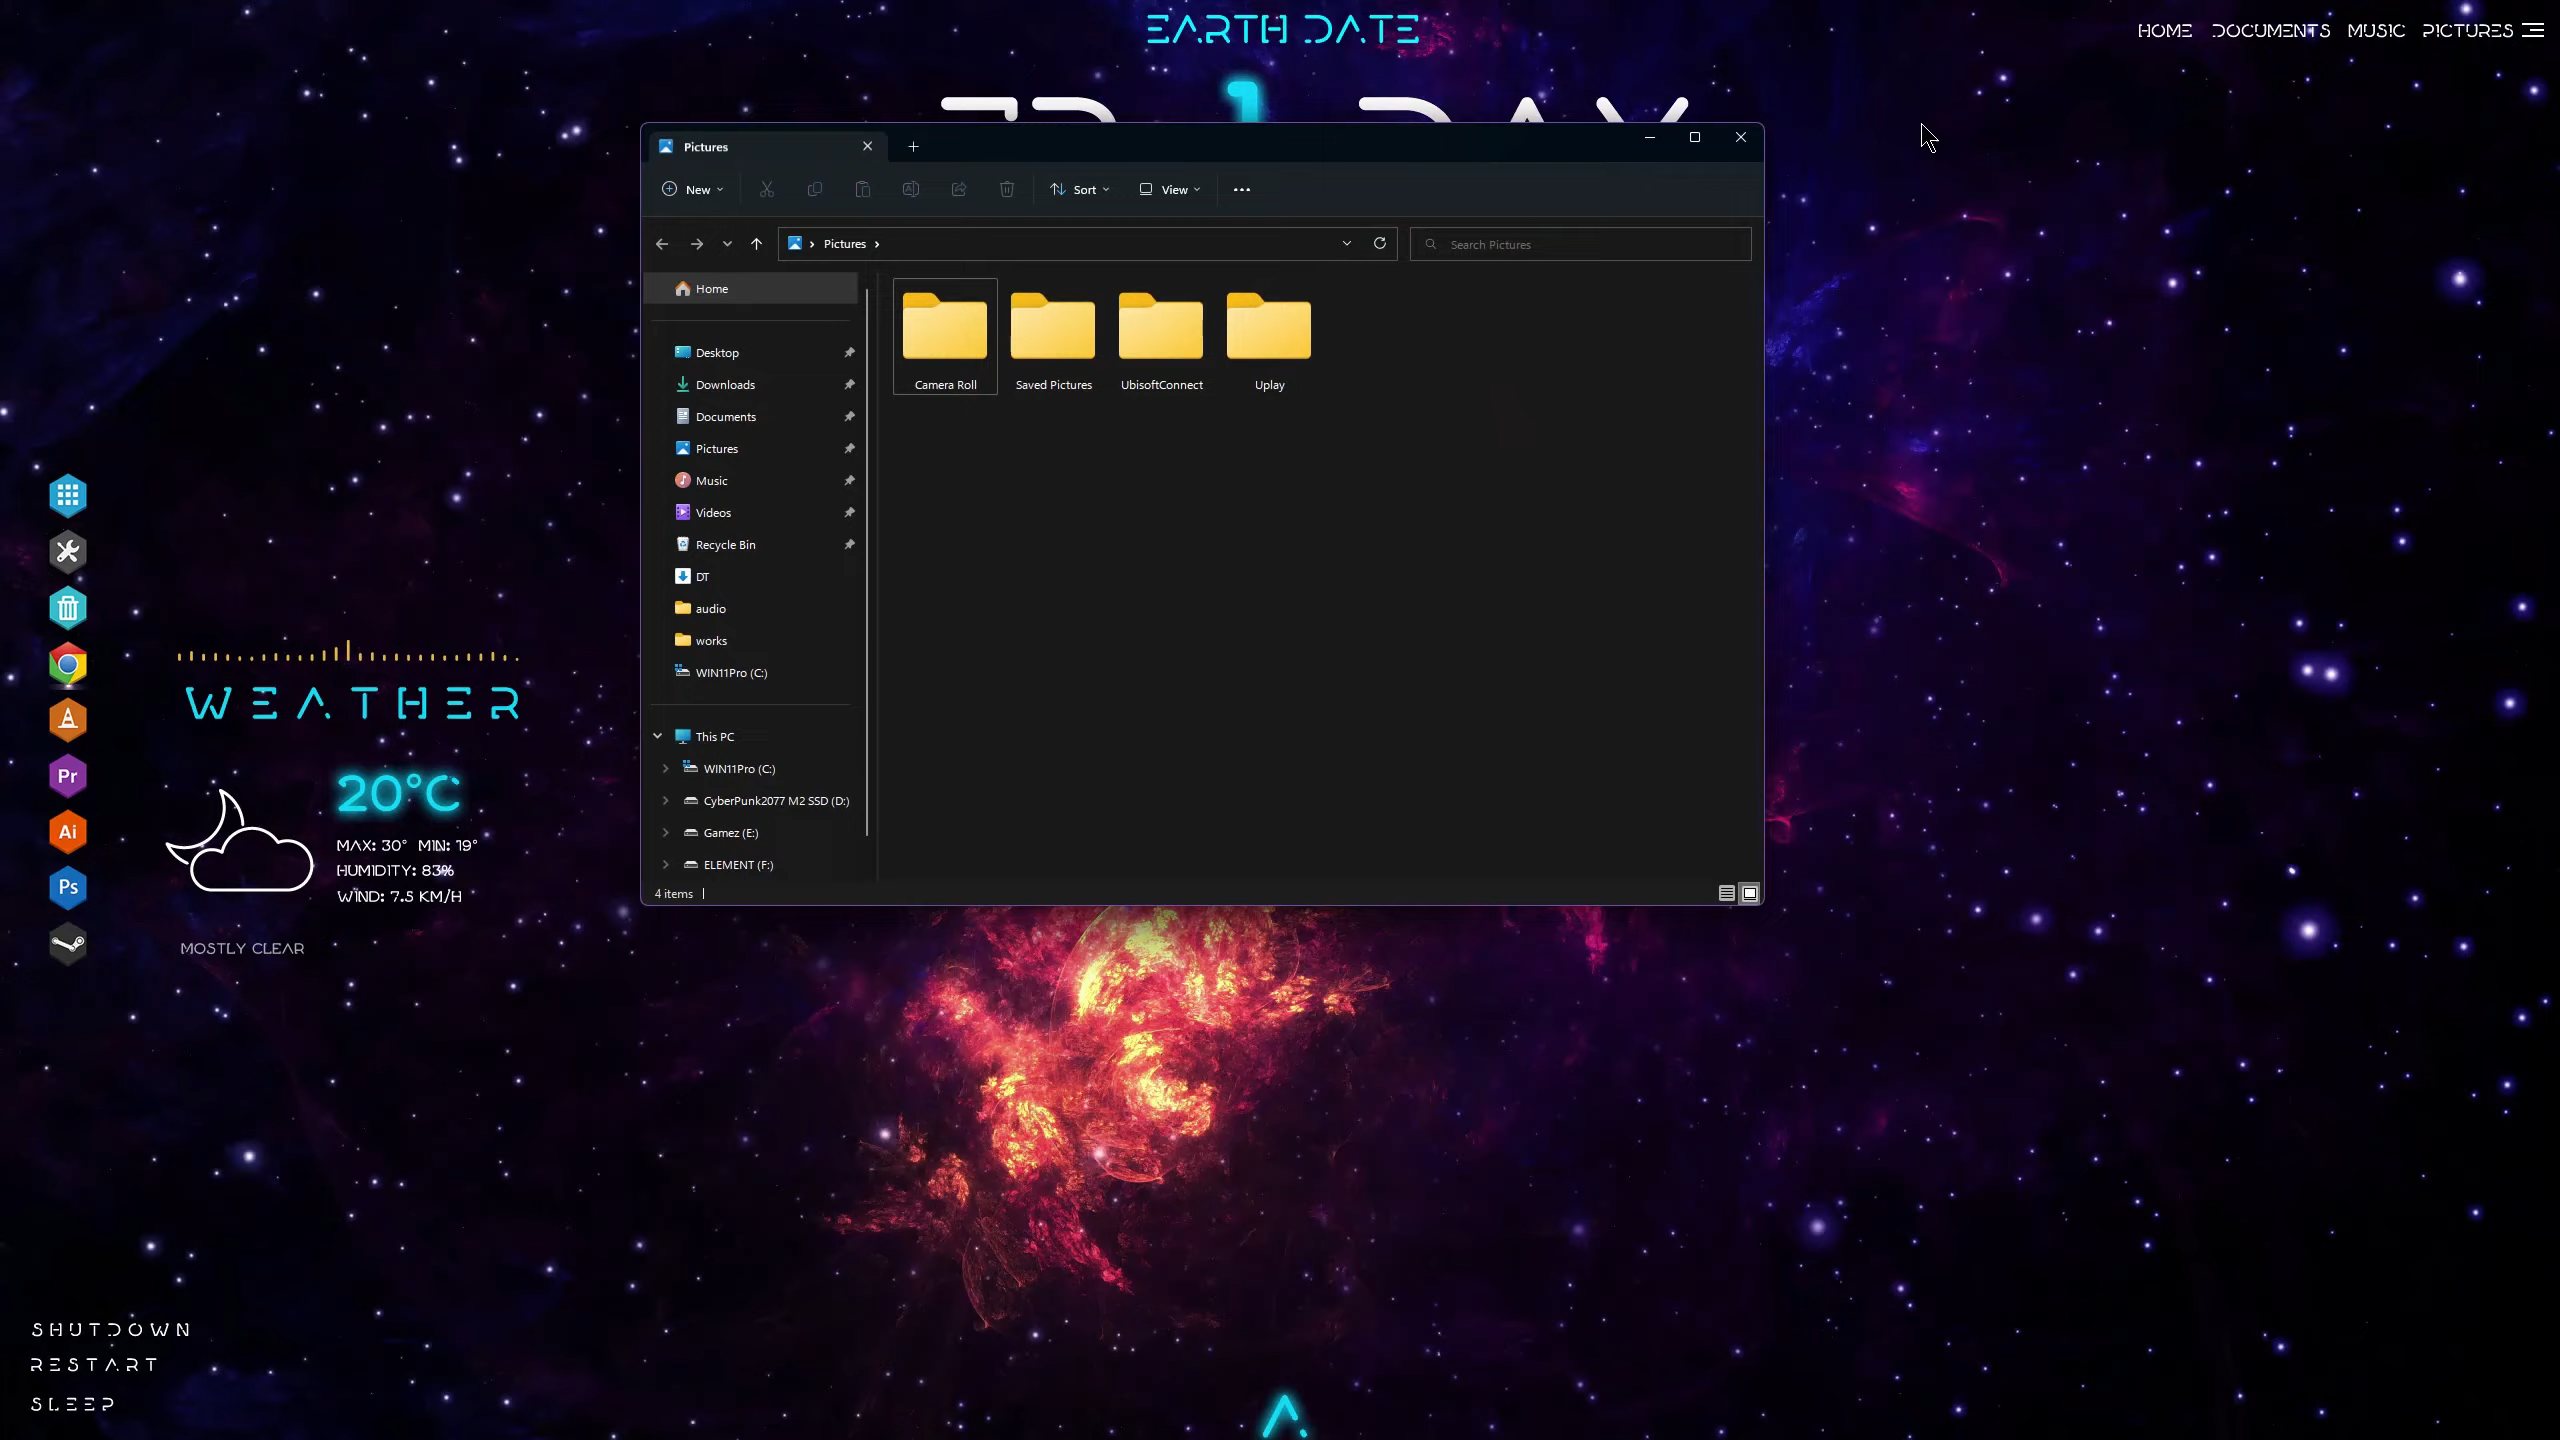 EARTH DATE
HOME DOCUMENTS MUSIC PICTURES
1
Pictures
New
Sort
View
Pictures
Search Pictures
Home
Desktop
Downloads
Documents
Pictures
Music
Videos
Recycle Bin
DT
audio
works
WIN11Pro (C:)
This PC
WIN11Pro (C:)
CyberPunk2077 M2 SSD (D:)
Gamez (E:)
ELEMENT (F:)
Camera Roll
Saved Pictures
UbisoftConnect
Uplay
4 items
WEATHER
20°C
MAX: 30° MIN: 19°
HUMIDITY: 83%
WIND: 7.5 KM/H
MOSTLY CLEAR
Pr
Ai
Ps
SHUTDOWN
RESTART
SLEEP